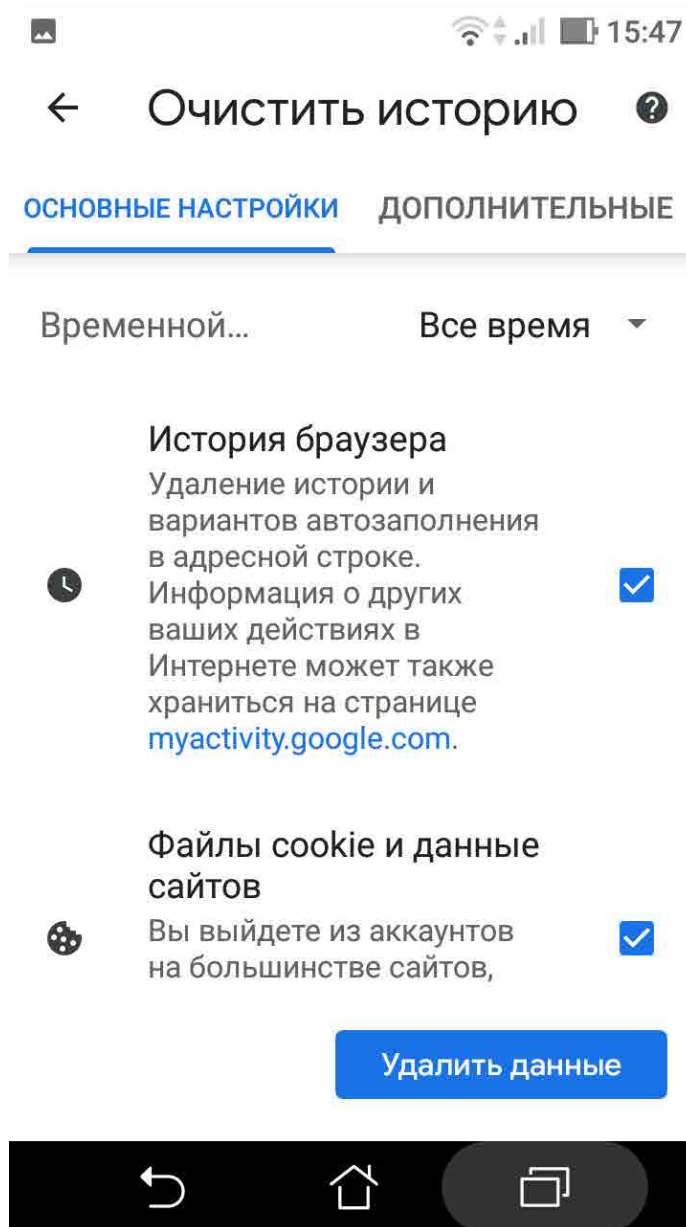 15:47
Очистить историю
ОСНОВНЫЕ НАСТРОЙКИ ДОПОЛНИТЕЛЬНЫЕ
Временной... Все время
История браузера
Удаление истории и
вариантов автозаполнения
в адресной строке.
Информация о других
ваших действиях в
Интернете может также
храниться на странице
myactivity.google.com.
Файлы cookie и данные
сайтов
Вы выйдете из аккаунтов
на большинстве сайтов,
Удалить данные